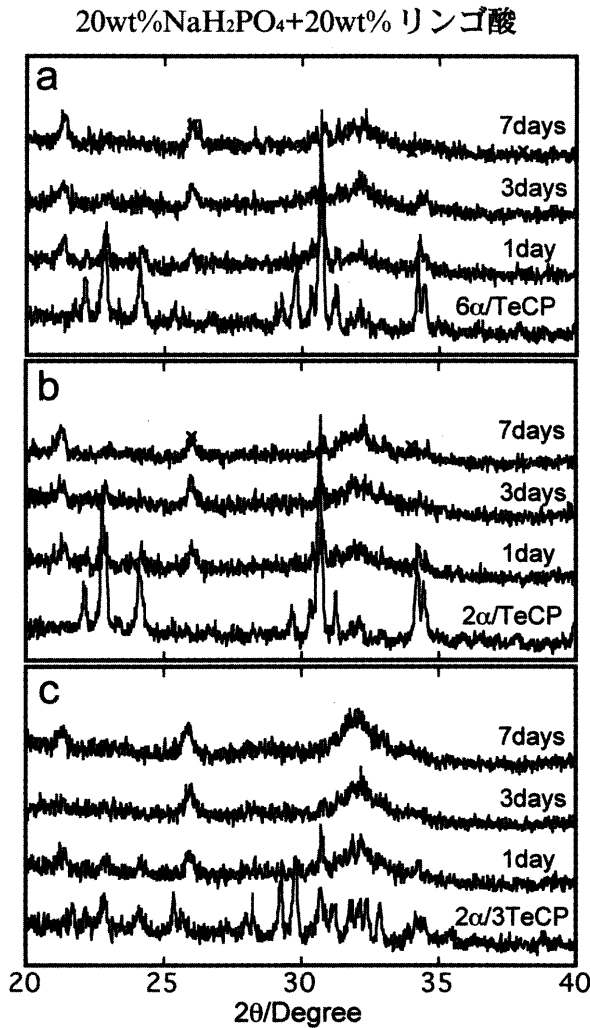 20wt%NaH₂PO₄+20wt% リンゴ酸
a
7days
3days
1day
6α/TeCP
b
7days
3days
1day
2α/TeCP
c
7days
3days
1day
2α/3TeCP
20 25 30 35 40
2θ/Degree